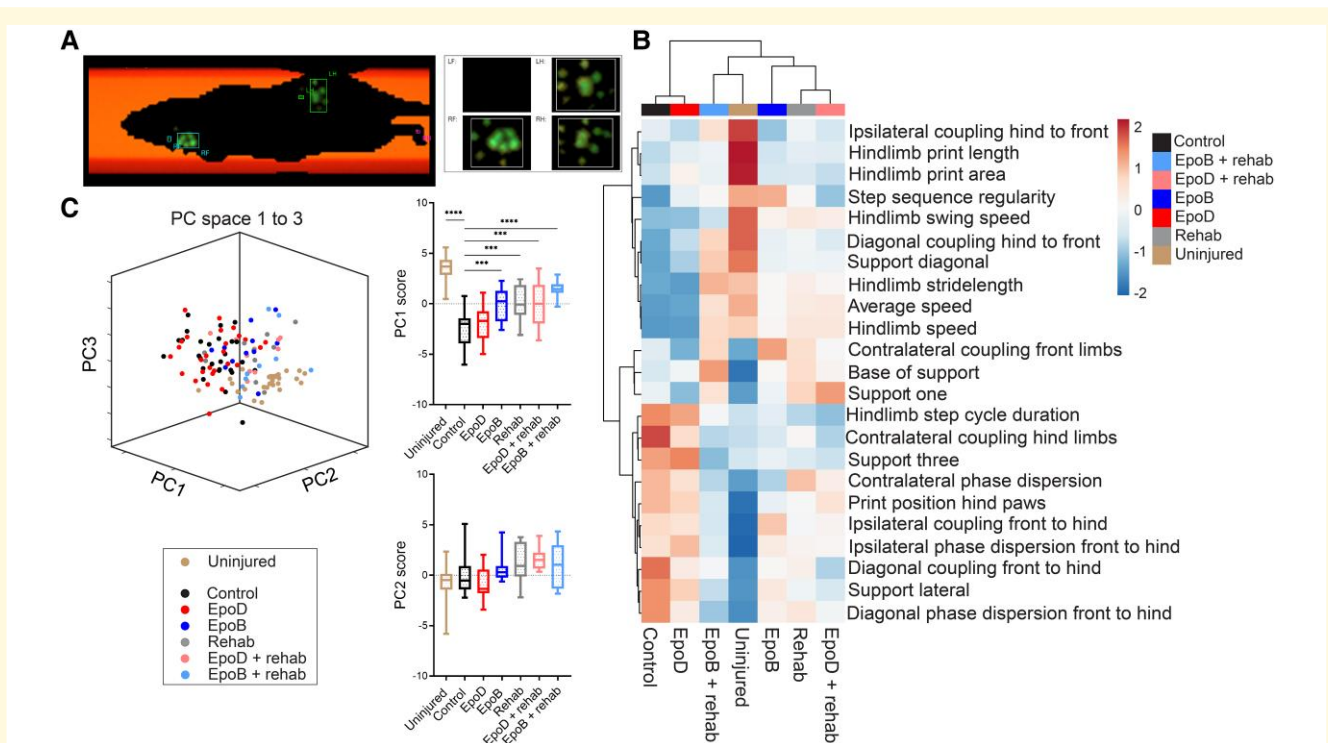 A
LH
L
RF
LF:
LH:
RF:
RH:
B
Ipsilateral coupling hind to front
Hindlimb print length
Hindlimb print area
Step sequence regularity
Hindlimb swing speed
Diagonal coupling hind to front
Support diagonal
Hindlimb stridelength
Average speed
Hindlimb speed
Contralateral coupling front limbs
Base of support
Support one
Hindlimb step cycle duration
Contralateral coupling hind limbs
Support three
Contralateral phase dispersion
Print position hind paws
Ipsilateral coupling front to hind
Ipsilateral phase dispersion front to hind
Diagonal coupling front to hind
Support lateral
Diagonal phase dispersion front to hind
Control
EpoD
EpoB + rehab
Uninjured
EpoB
Rehab
EpoD + rehab
2
1
0
-1
-2
Control
EpoB + rehab
EpoD + rehab
EpoB
EpoD
Rehab
Uninjured
C
PC space 1 to 3
PC3
PC1
PC2
Uninjured
Control
EpoD
EpoB
Rehab
EpoD + rehab
EpoB + rehab
PC1 score
10
5
0
-5
-10
****
****
***
***
***
Uninjured
Control
EpoD
EpoB
Rehab
EpoD + rehab
EpoB + rehab
PC2 score
10
5
0
-5
-10
Uninjured
Control
EpoD
EpoB
Rehab
EpoD + rehab
EpoB + rehab